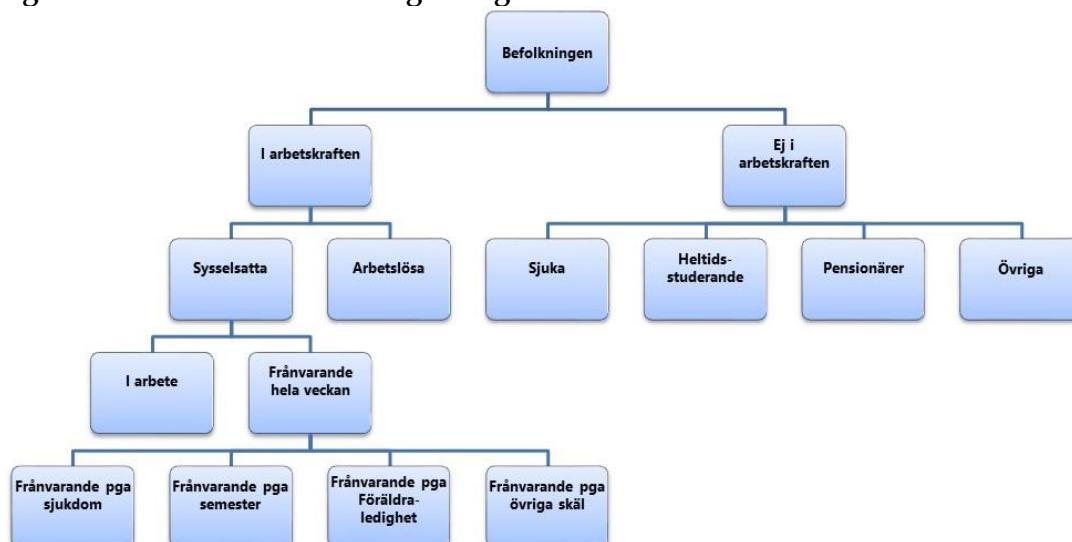 Befolkningen
I arbetskraften
Ej i
arbetskraften
Sysselsatta
Arbetslösa
Sjuka
Heltids-
studerande
Pensionärer
Övriga
I arbete
Frånvarande
hela veckan
Frånvarande pga
sjukdom
Frånvarande pga
semester
Frånvarande pga
Föräldra-
ledighet
Frånvarande pga
övriga skäl